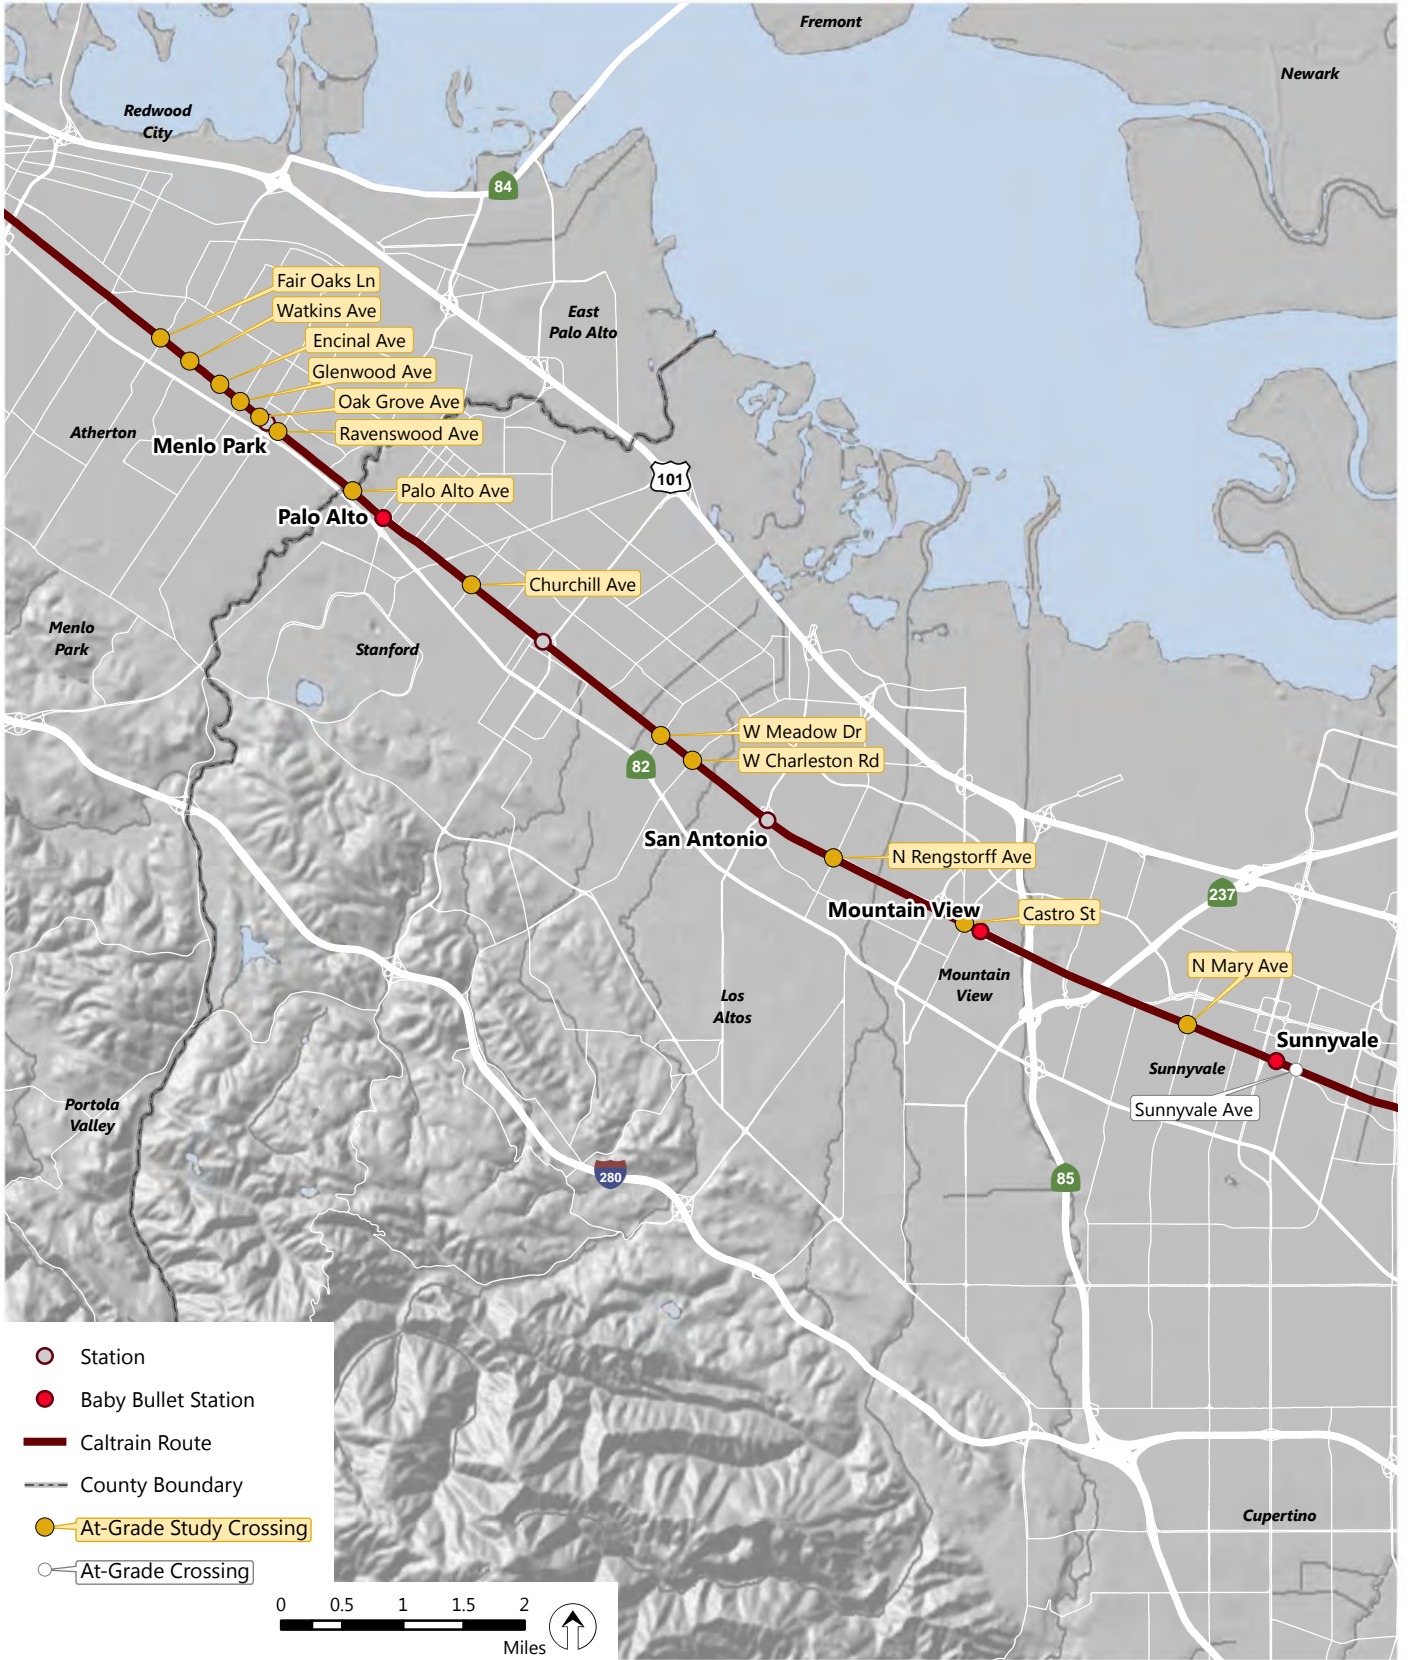 Fremont
Newark
Redwood
City
84
Fair Oaks Ln
Watkins Ave
East
Palo Alto
Encinal Ave
Glenwood Ave
Oak Grove Ave
Atherton
Ravenswood Ave
Menlo Park
101
Palo Alto Ave
Palo Alto
Churchill Ave
Menlo
Park
Stanford
W Meadow Dr
W Charleston Rd
82
San Antonio
N Rengstorff Ave
237
Mountain View
Castro St
N Mary Ave
Mountain
View
Los
Altos
Sunnyvale
Sunnyvale
Sunnyvale Ave
Portola
Valley
280
85
Station
Baby Bullet Station
Caltrain Route
County Boundary
At-Grade Study Crossing
At-Grade Crossing
Cupertino
0 0.5 1 1.5 2
Miles